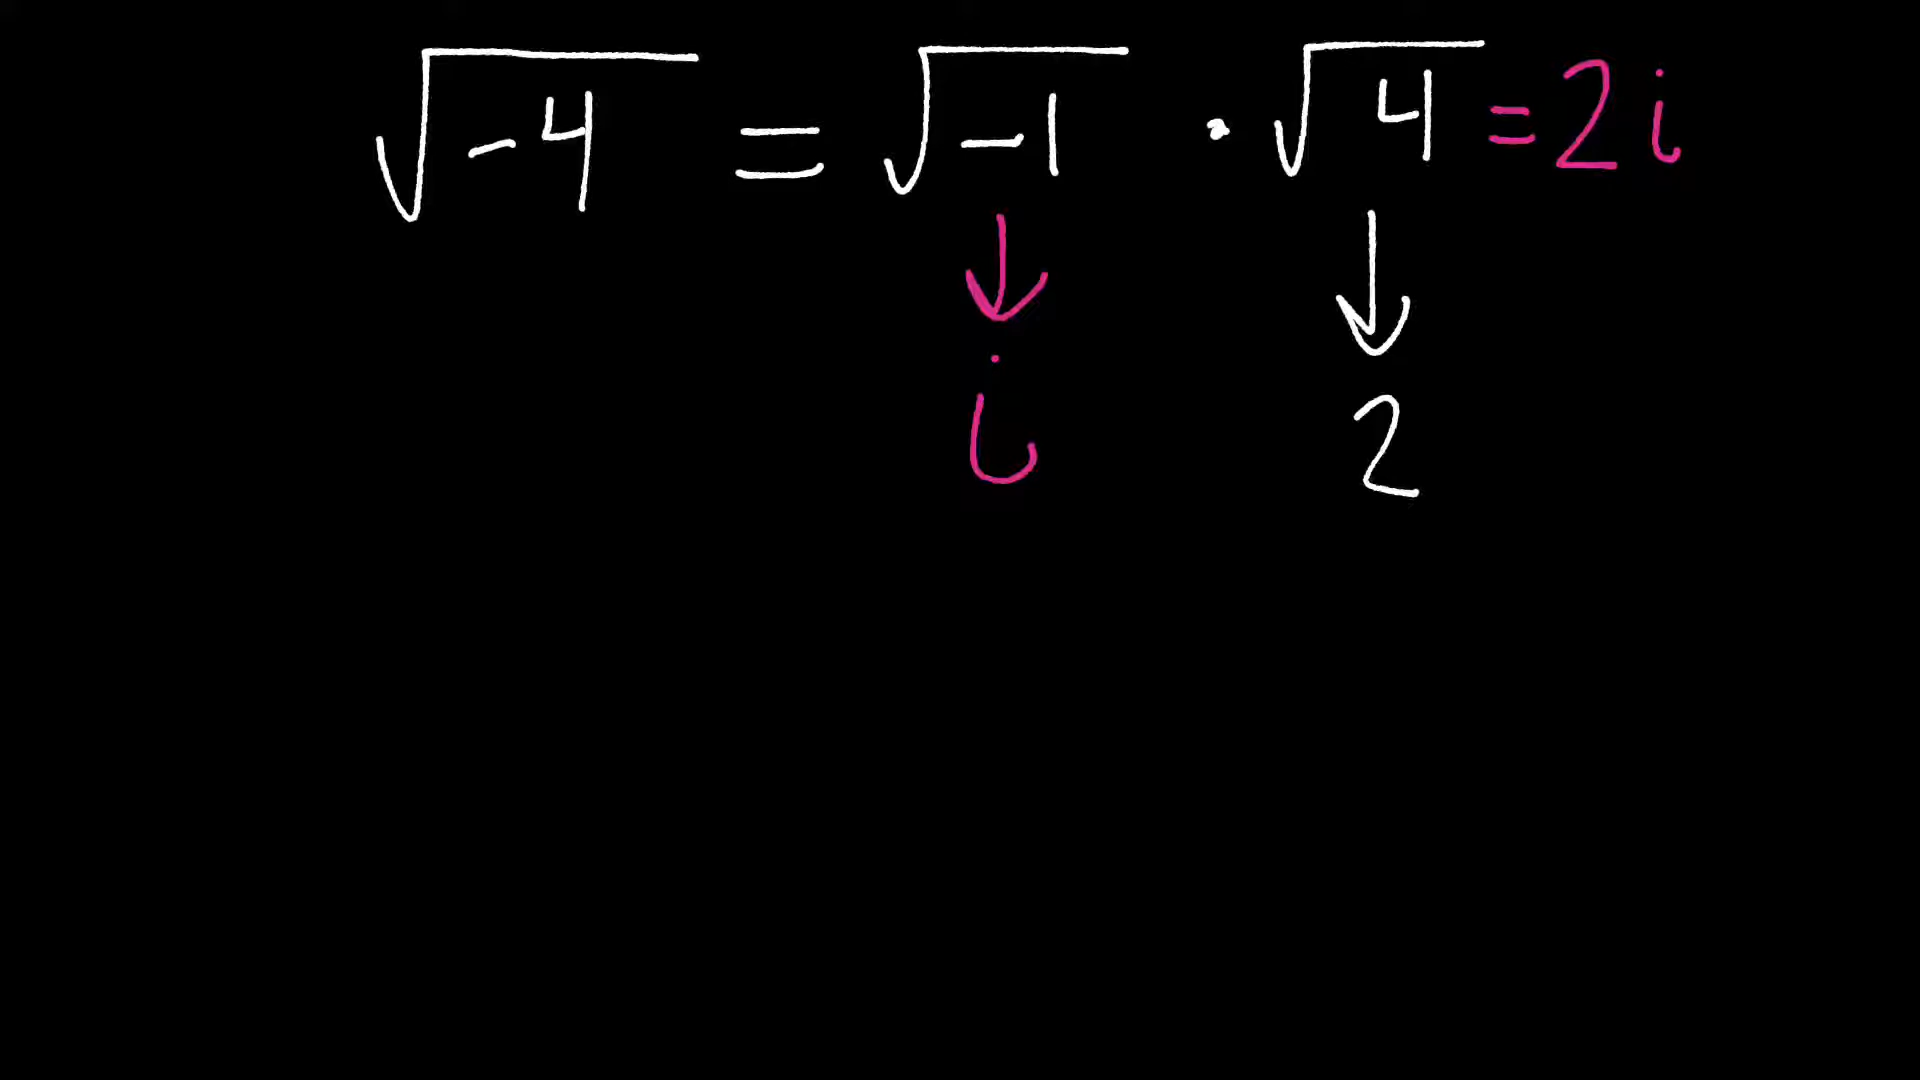 √-4 = √-1 · √4 = 2i
↓ ↓
i 2